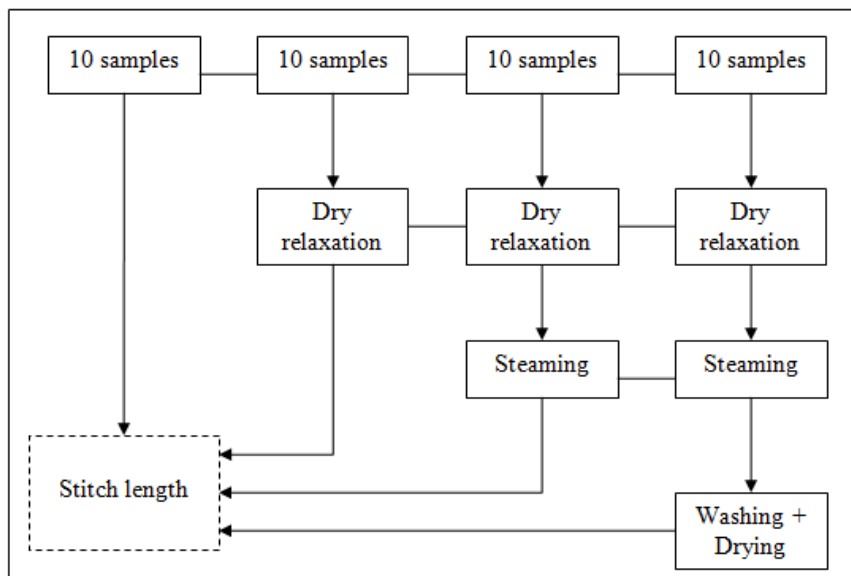 10 samples
10 samples
10 samples
10 samples
Dry
relaxation
Dry
relaxation
Dry
relaxation
Steaming
Steaming
Stitch length
Washing +
Drying